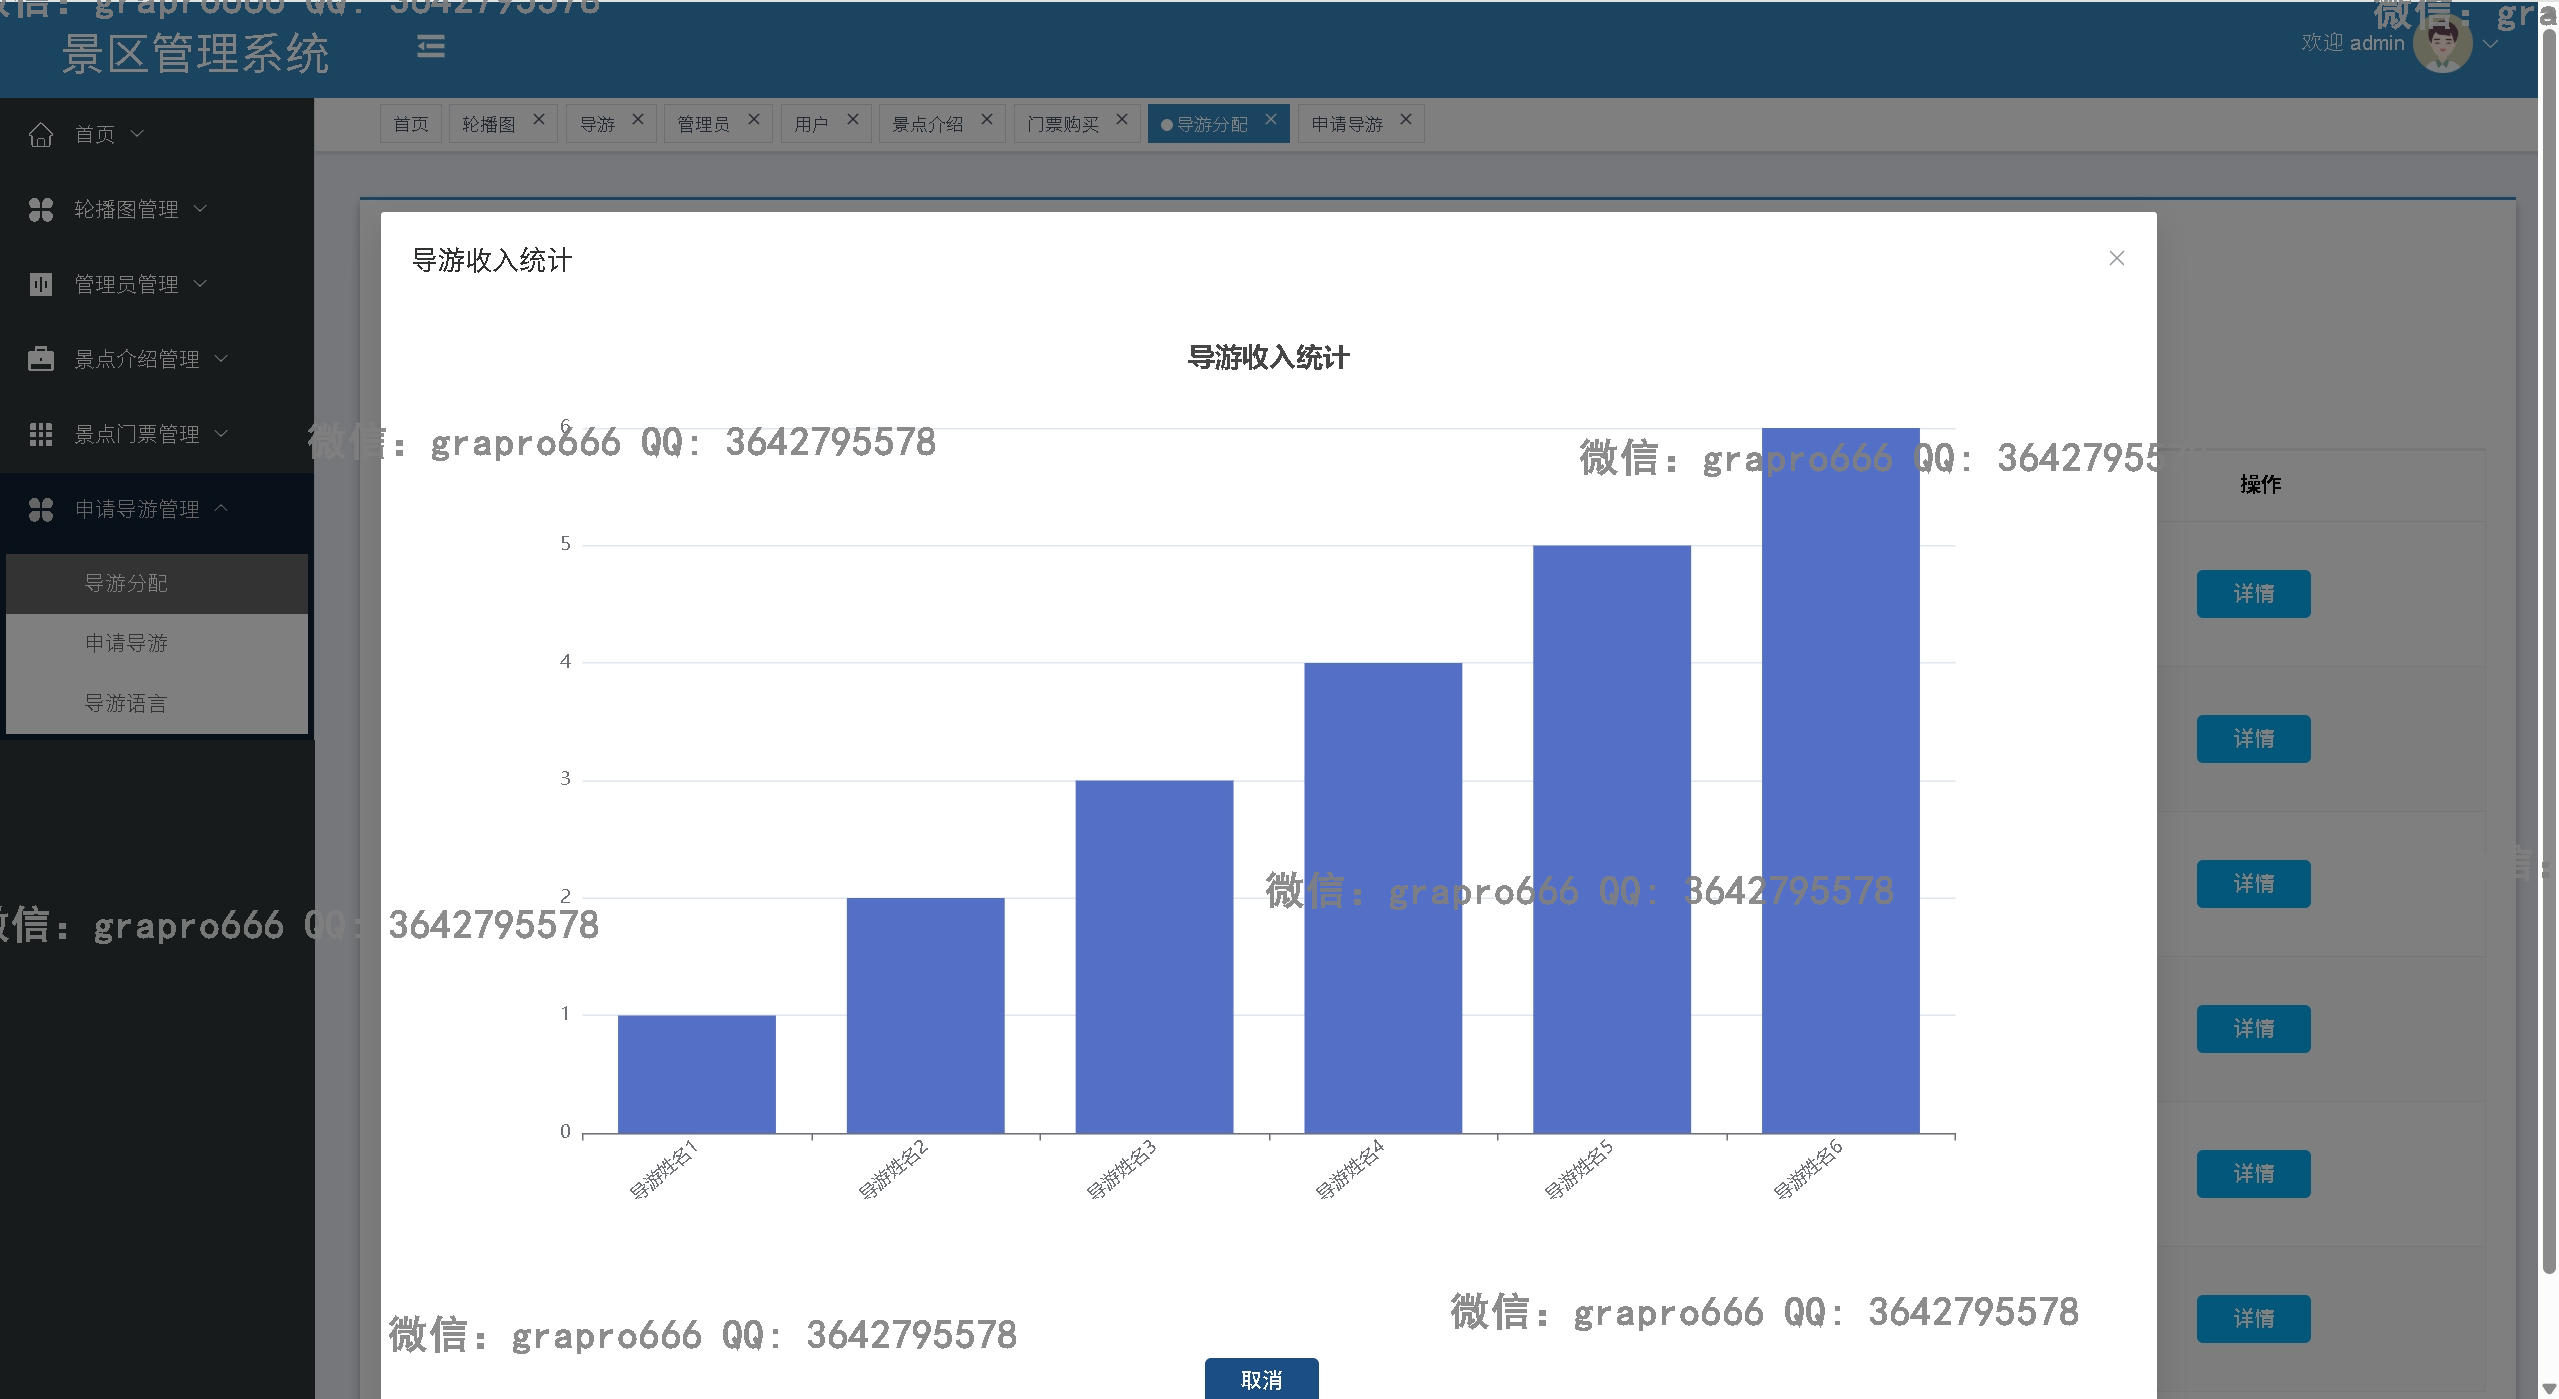 微信: grapro666 QQ: 3642795578
微信: gra
景区管理系统
欢迎 admin
首页
轮播图
导游
管理员
用户
景点介绍
门票购买
导游分配
申请导游
首页
轮播图管理
管理员管理
景点介绍管理
景点门票管理
申请导游管理
导游分配
申请导游
导游语言
导游收入统计
导游收入统计
微信: grapro666 QQ: 3642795578
微信: grapro666 QQ: 3642795578
操作
详情
详情
详情
详情
详情
详情
6
5
4
3
2
1
0
微信: grapro666 QQ: 3642795578
微信: grapro666 QQ: 3642795578
信:
导游姓名1
导游姓名2
导游姓名3
导游姓名4
导游姓名5
导游姓名6
微信: grapro666 QQ: 3642795578
微信: grapro666 QQ: 3642795578
取消